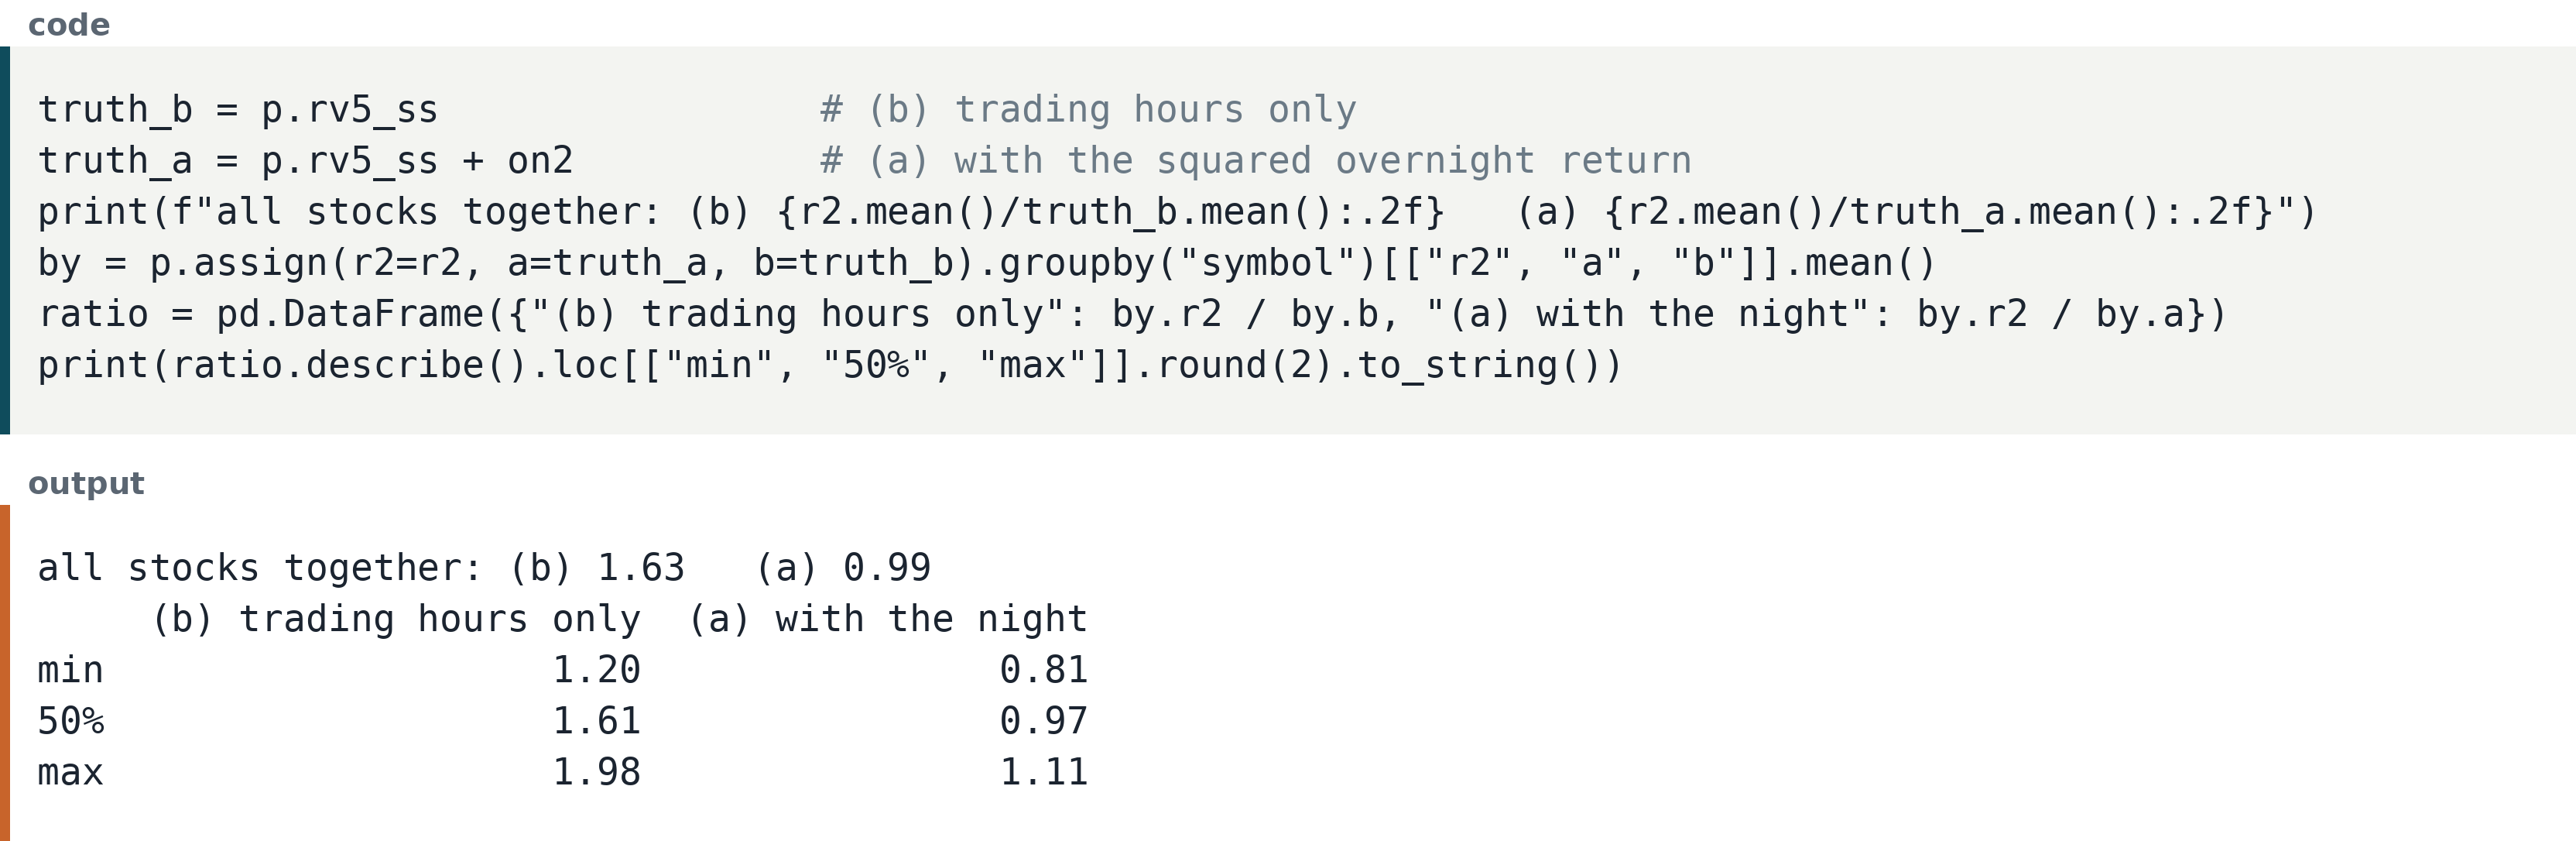 code
truth_b = p.rv5_ss                 # (b) trading hours only
truth_a = p.rv5_ss + on2           # (a) with the squared overnight return
print(f"all stocks together: (b) {r2.mean()/truth_b.mean():.2f}   (a) {r2.mean()/truth_a.mean():.2f}")
by = p.assign(r2=r2, a=truth_a, b=truth_b).groupby("symbol")[["r2", "a", "b"]].mean()
ratio = pd.DataFrame({"(b) trading hours only": by.r2 / by.b, "(a) with the night": by.r2 / by.a})
print(ratio.describe().loc[["min", "50%", "max"]].round(2).to_string())
output
all stocks together: (b) 1.63   (a) 0.99
     (b) trading hours only  (a) with the night
min                    1.20                0.81
50%                    1.61                0.97
max                    1.98                1.11